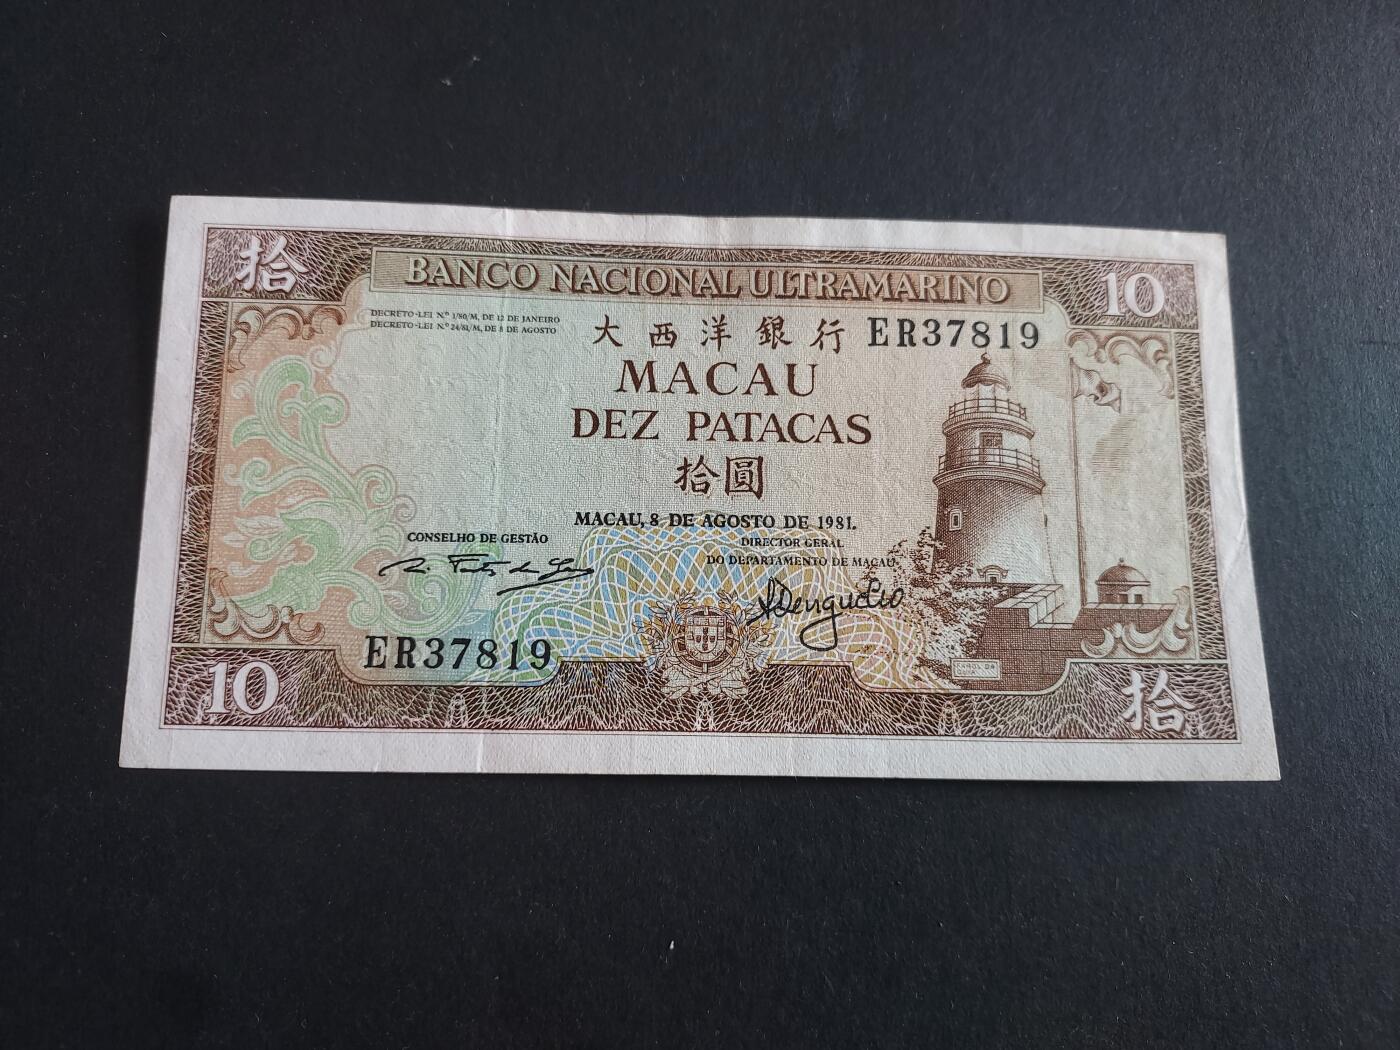 拾
BANCO NACIONAL ULTRAMARINO
10
DECRETO-LEI N.º 1/80/M, DE 12 DE JANEIRO
DECRETO-LEI N.º 24/81/M, DE 8 DE AGOSTO
大西洋銀行 ER37819
MACAU
DEZ PATACAS
拾圓
MACAU, 8 DE AGOSTO DE 1981.
CONSELHO DE GESTÃO
DIRECTOR GERAL
DO DEPARTAMENTO DE MACAU
ER37819
10
拾